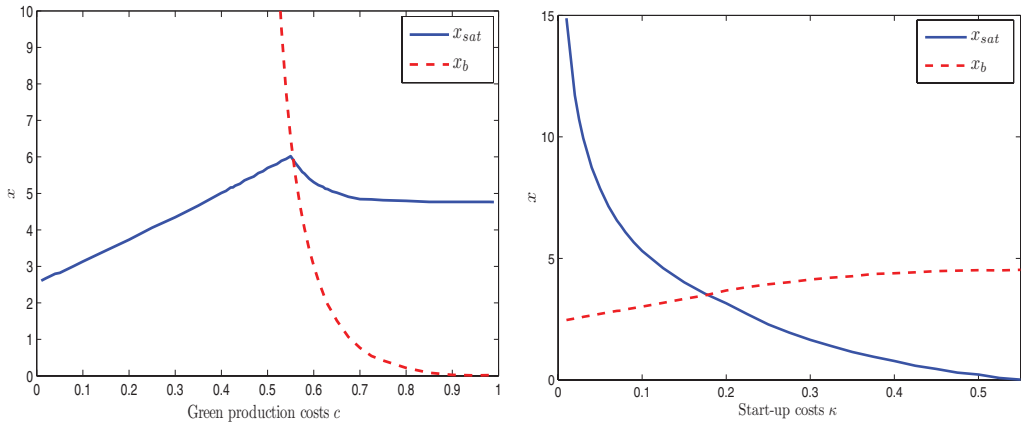 10
9
8
7
6
5
4
3
2
1
0
x
0 0.1 0.2 0.3 0.4 0.5 0.6 0.7 0.8 0.9 1
Green production costs c
x_sat
x_b
15
10
5
0
x
0 0.1 0.2 0.3 0.4 0.5
Start-up costs κ
x_sat
x_b